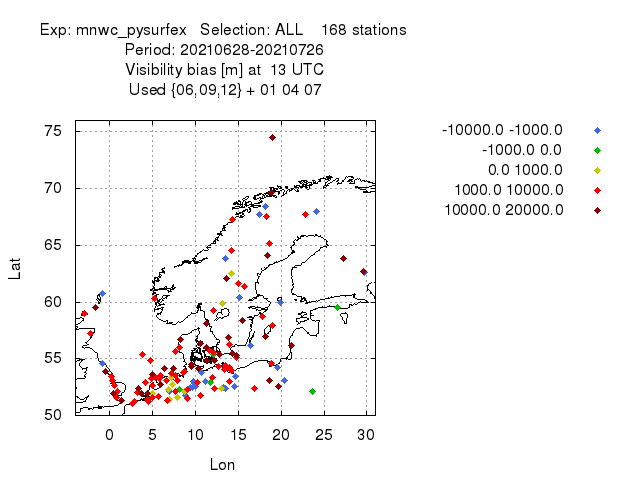 Exp: mnwc_pysurfex   Selection: ALL    168 stations
Period: 20210628-20210726
Visibility bias [m] at  13 UTC
Used {06,09,12} + 01 04 07
-10000.0 -1000.0
-1000.0 0.0
0.0 1000.0
1000.0 10000.0
10000.0 20000.0
75
70
65
60
55
50
Lat
0 5 10 15 20 25 30
Lon